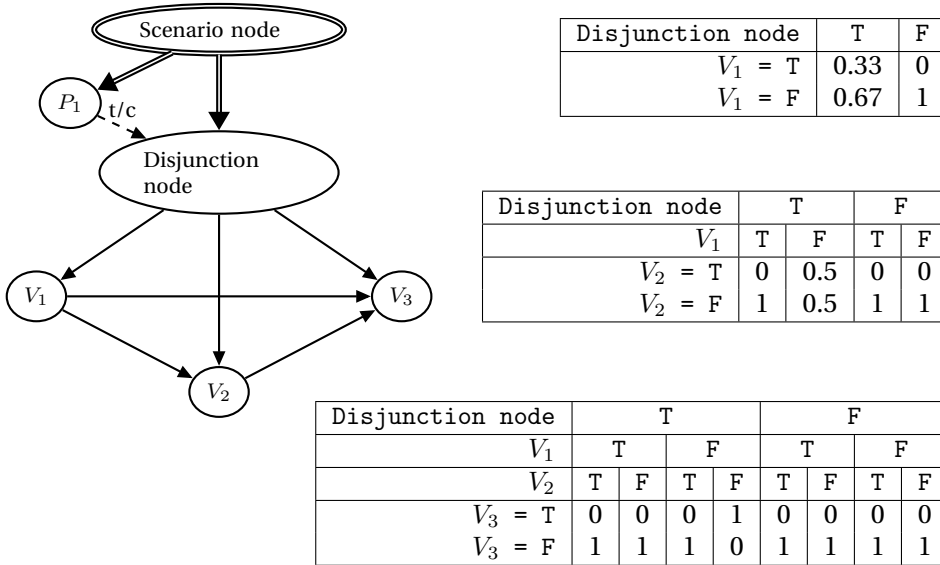 Scenario node
P₁
t/c
Disjunction
node
V₁
V₃
V₂
Disjunction node T F
V₁ = T 0.33 0
V₁ = F 0.67 1
Disjunction node T F
V₁ T F T F
V₂ = T 0 0.5 0 0
V₂ = F 1 0.5 1 1
Disjunction node T F
V₁ T F T F
V₂ T F T F T F T F
V₃ = T 0 0 0 1 0 0 0 0
V₃ = F 1 1 1 0 1 1 1 1